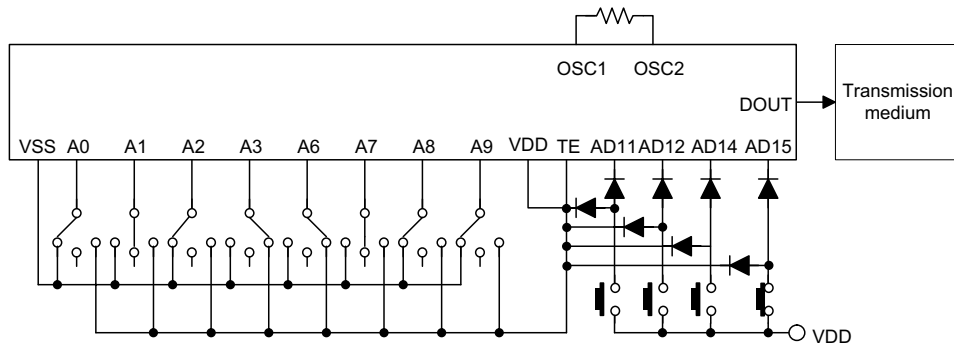 OSC1 OSC2
DOUT
Transmission
medium
VSS A0 A1 A2 A3 A6 A7 A8 A9 VDD TE AD11 AD12 AD14 AD15
VDD